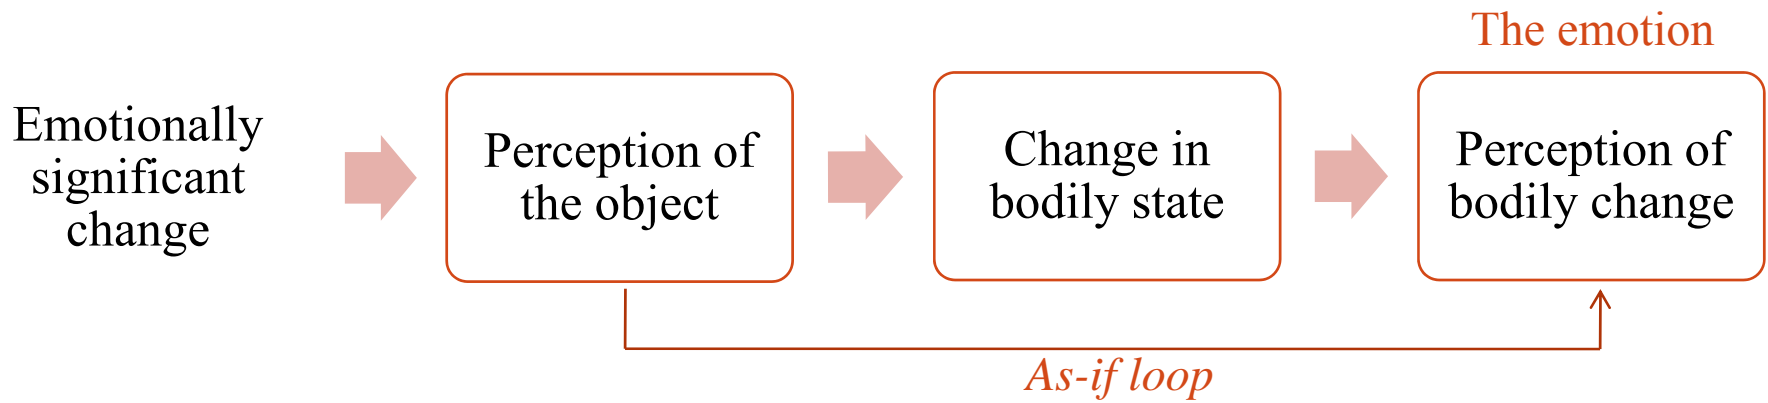 The emotion
Emotionally
significant
change
Perception of
the object
Change in
bodily state
Perception of
bodily change
As-if loop